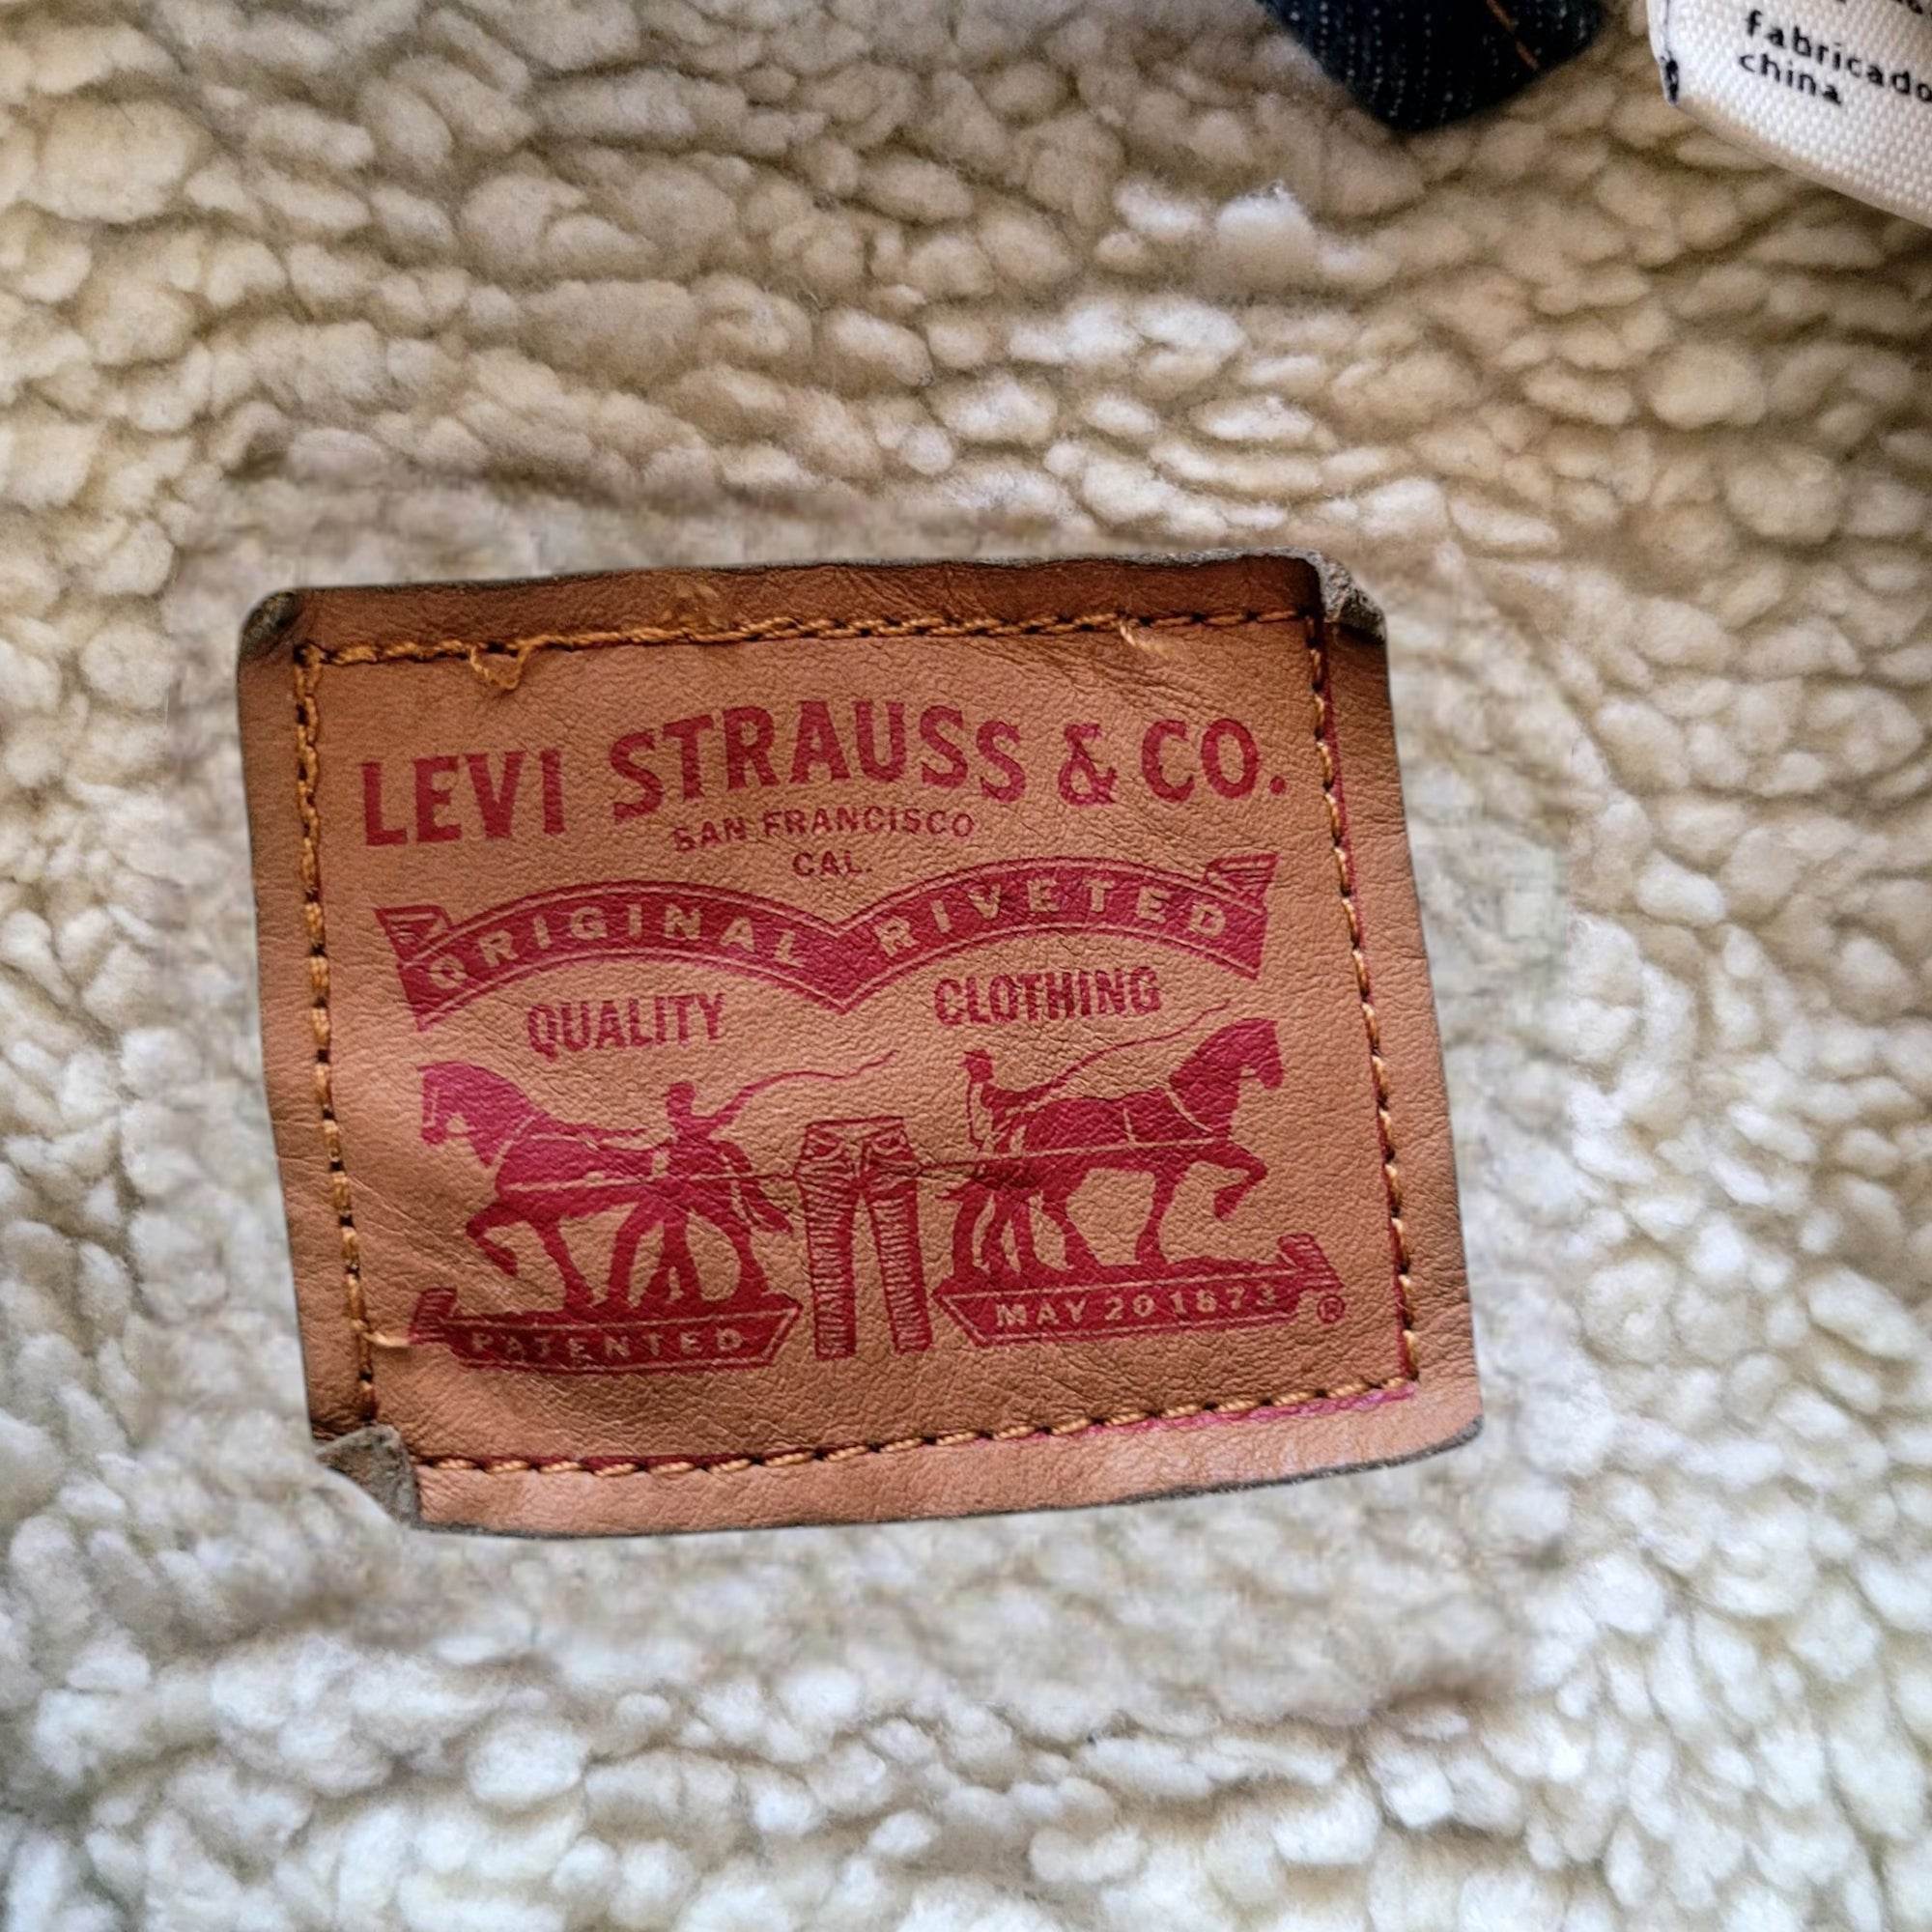 fabricado
china
LEVI STRAUSS & CO.
SAN FRANCISCO
CAL.
ORIGINAL RIVETED
QUALITY CLOTHING
PATENTED MAY 20 1873 ®